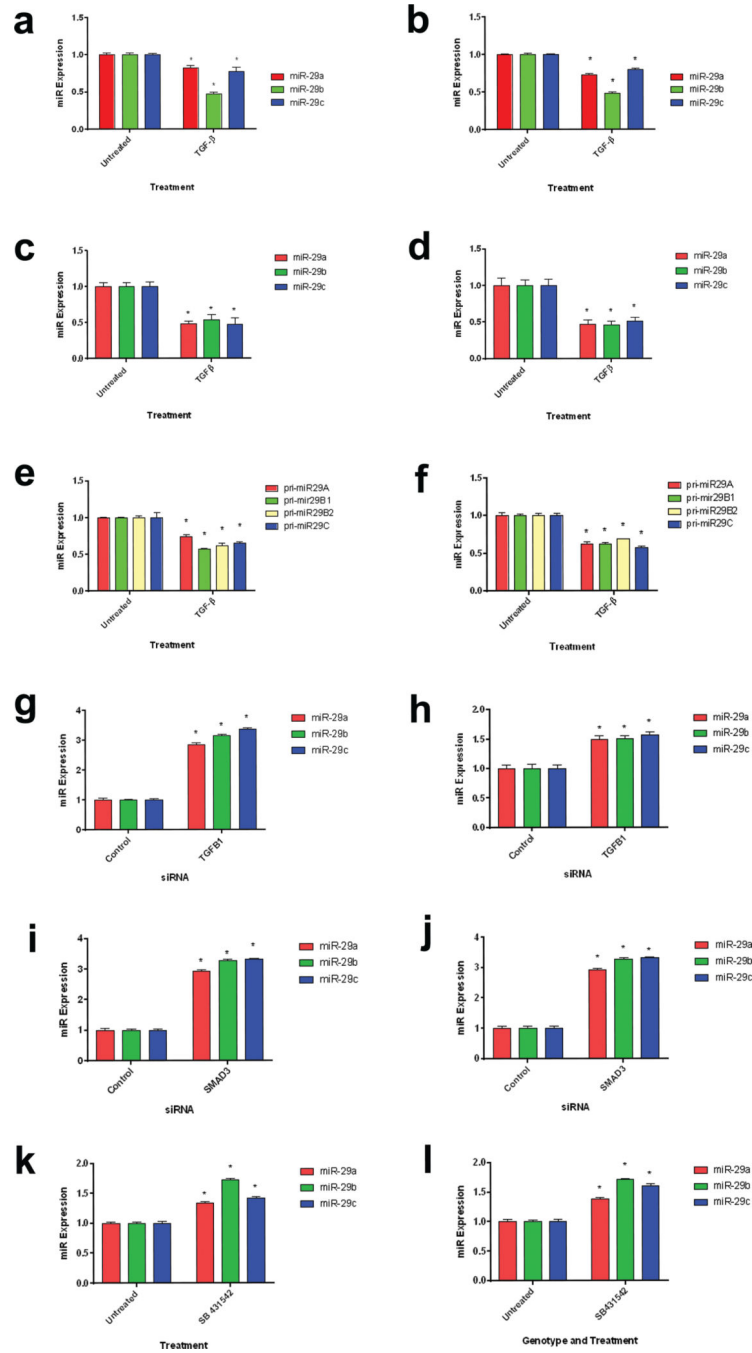 a
miR Expression
1.5
1.0
0.5
0.0
* * *
miR-29a
miR-29b
miR-29c
Untreated
TGF-β
Treatment
b
miR Expression
1.5
1.0
0.5
0.0
* * *
miR-29a
miR-29b
miR-29c
Untreated
TGF-β
Treatment
c
miR Expression
1.5
1.0
0.5
0.0
* * *
miR-29a
miR-29b
miR-29c
Untreated
TGFβ
Treatment
d
miR Expression
1.5
1.0
0.5
0.0
* * *
miR-29a
miR-29b
miR-29c
Untreated
TGFβ
Treatment
e
miR Expression
1.5
1.0
0.5
0.0
* * * *
pri-miR29A
pri-mir29B1
pri-miR29B2
pri-miR29C
Untreated
TGF-β
Treatment
f
miR Expression
1.5
1.0
0.5
0.0
* * * *
pri-miR29A
pri-mir29B1
pri-miR29B2
pri-miR29C
Untreated
TGF-β
Treatment
g
miR Expression
4
3
2
1
0
* * *
miR-29a
miR-29b
miR-29c
Control
TGFB1
siRNA
h
miR Expression
2.0
1.5
1.0
0.5
0.0
* * *
miR-29a
miR-29b
miR-29c
Control
TGFB1
siRNA
i
miR Expression
4
3
2
1
0
* * *
miR-29a
miR-29b
miR-29c
Control
SMAD3
siRNA
j
miR Expression
4
3
2
1
0
* * *
miR-29a
miR-29b
miR-29c
Control
SMAD3
siRNA
k
miR Expression
2.0
1.5
1.0
0.5
0.0
* * *
miR-29a
miR-29b
miR-29c
Untreated
SB 431542
Treatment
l
miR Expression
2.0
1.5
1.0
0.5
0.0
* * *
miR-29a
miR-29b
miR-29c
Untreated
SB431542
Genotype and Treatment